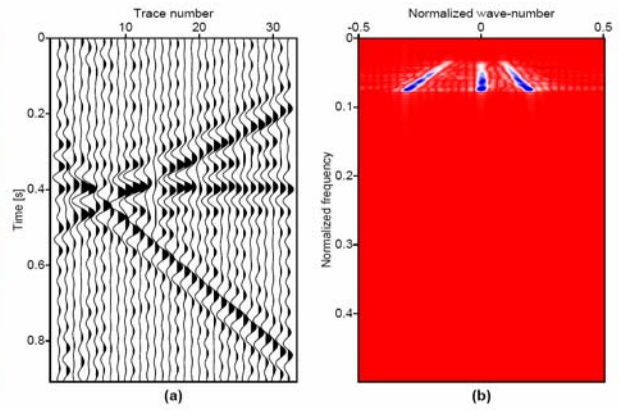 Trace number
10 20 30
0
0.2
0.4
0.6
0.8
Time [s]
(a)
Normalized wave-number
-0.5 0 0.5
0
0.1
0.2
0.3
0.4
Normalized frequency
(b)